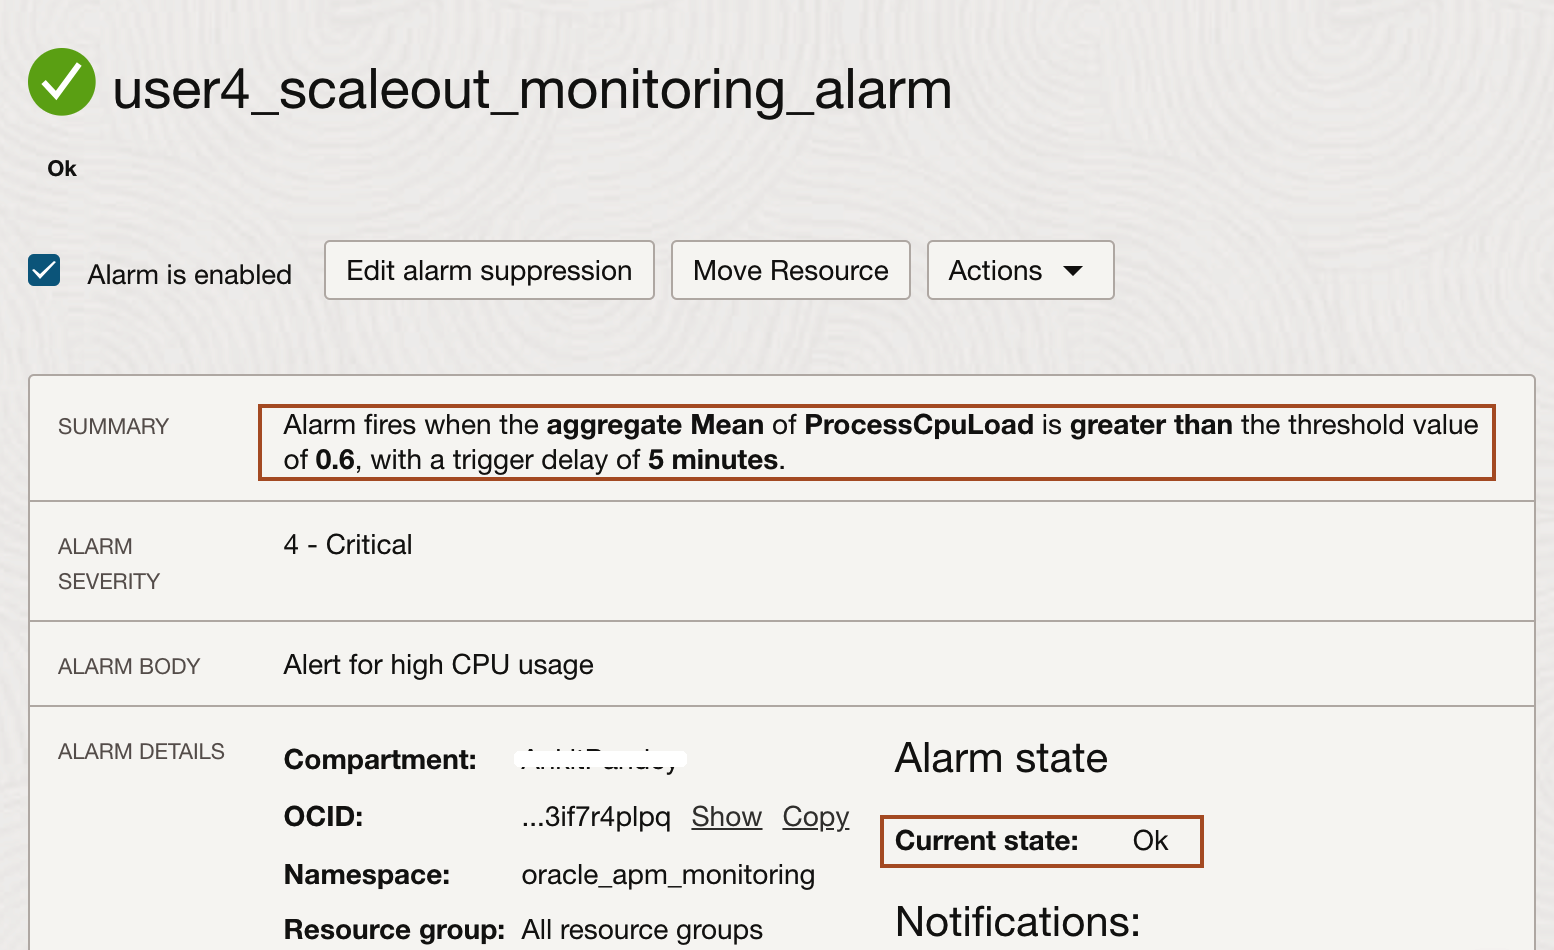 user4_scaleout_monitoring_alarm
Ok
Alarm is enabled
Edit alarm suppression
Move Resource
Actions
SUMMARY
Alarm fires when the aggregate Mean of ProcessCpuLoad is greater than the threshold value
of 0.6, with a trigger delay of 5 minutes.
ALARM
SEVERITY
4 - Critical
ALARM BODY
Alert for high CPU usage
ALARM DETAILS
Compartment:
OCID: ...3if7r4plpq Show Copy
Namespace: oracle_apm_monitoring
Resource group: All resource groups
Alarm state
Current state: Ok
Notifications: